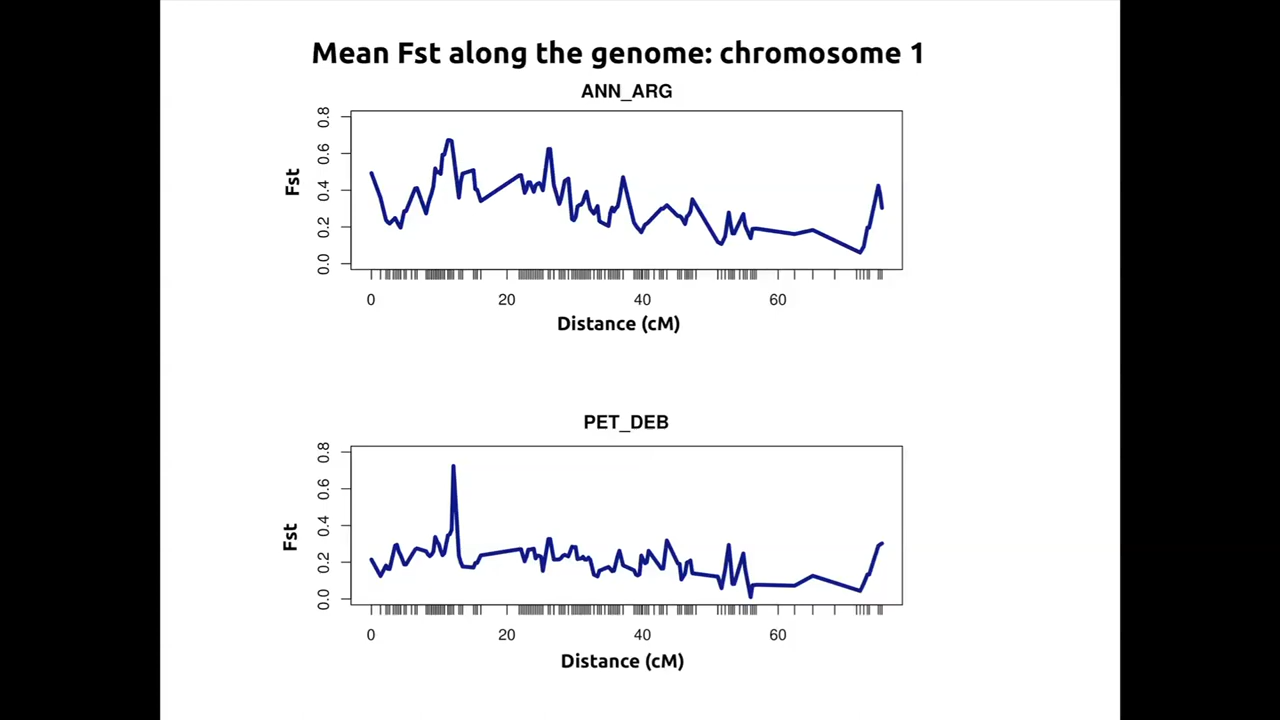 Mean Fst along the genome: chromosome 1
ANN_ARG
Fst
0.8
0.6
0.4
0.2
0.0
0 20 40 60
Distance (cM)
PET_DEB
Fst
0.8
0.6
0.4
0.2
0.0
0 20 40 60
Distance (cM)